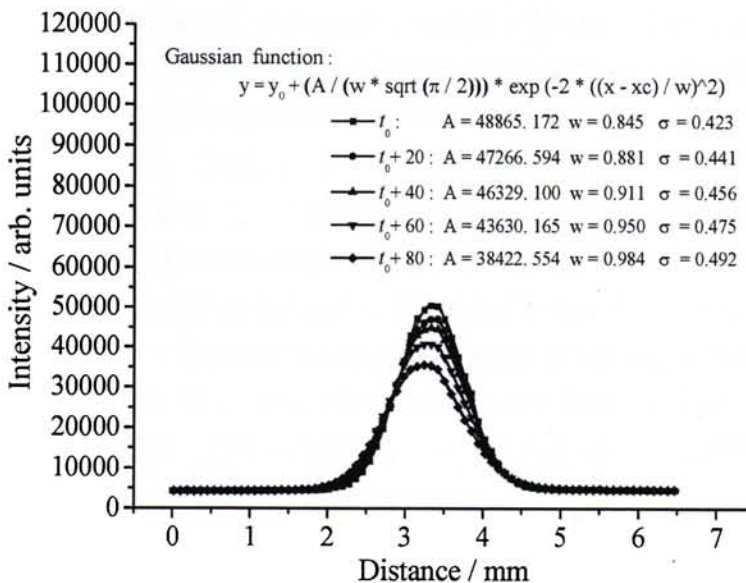 120000
110000
100000
90000
80000
70000
60000
50000
40000
30000
20000
10000
0
Intensity / arb. units
Gaussian function :
y = y₀ + (A / (w * sqrt (π / 2))) * exp (-2 * ((x - xc) / w)^2)
t₀ : A = 48865. 172 w = 0.845 σ = 0.423
t₀ + 20 : A = 47266. 594 w = 0.881 σ = 0.441
t₀ + 40 : A = 46329. 100 w = 0.911 σ = 0.456
t₀ + 60 : A = 43630. 165 w = 0.950 σ = 0.475
t₀ + 80 : A = 38422. 554 w = 0.984 σ = 0.492
0 1 2 3 4 5 6 7
Distance / mm